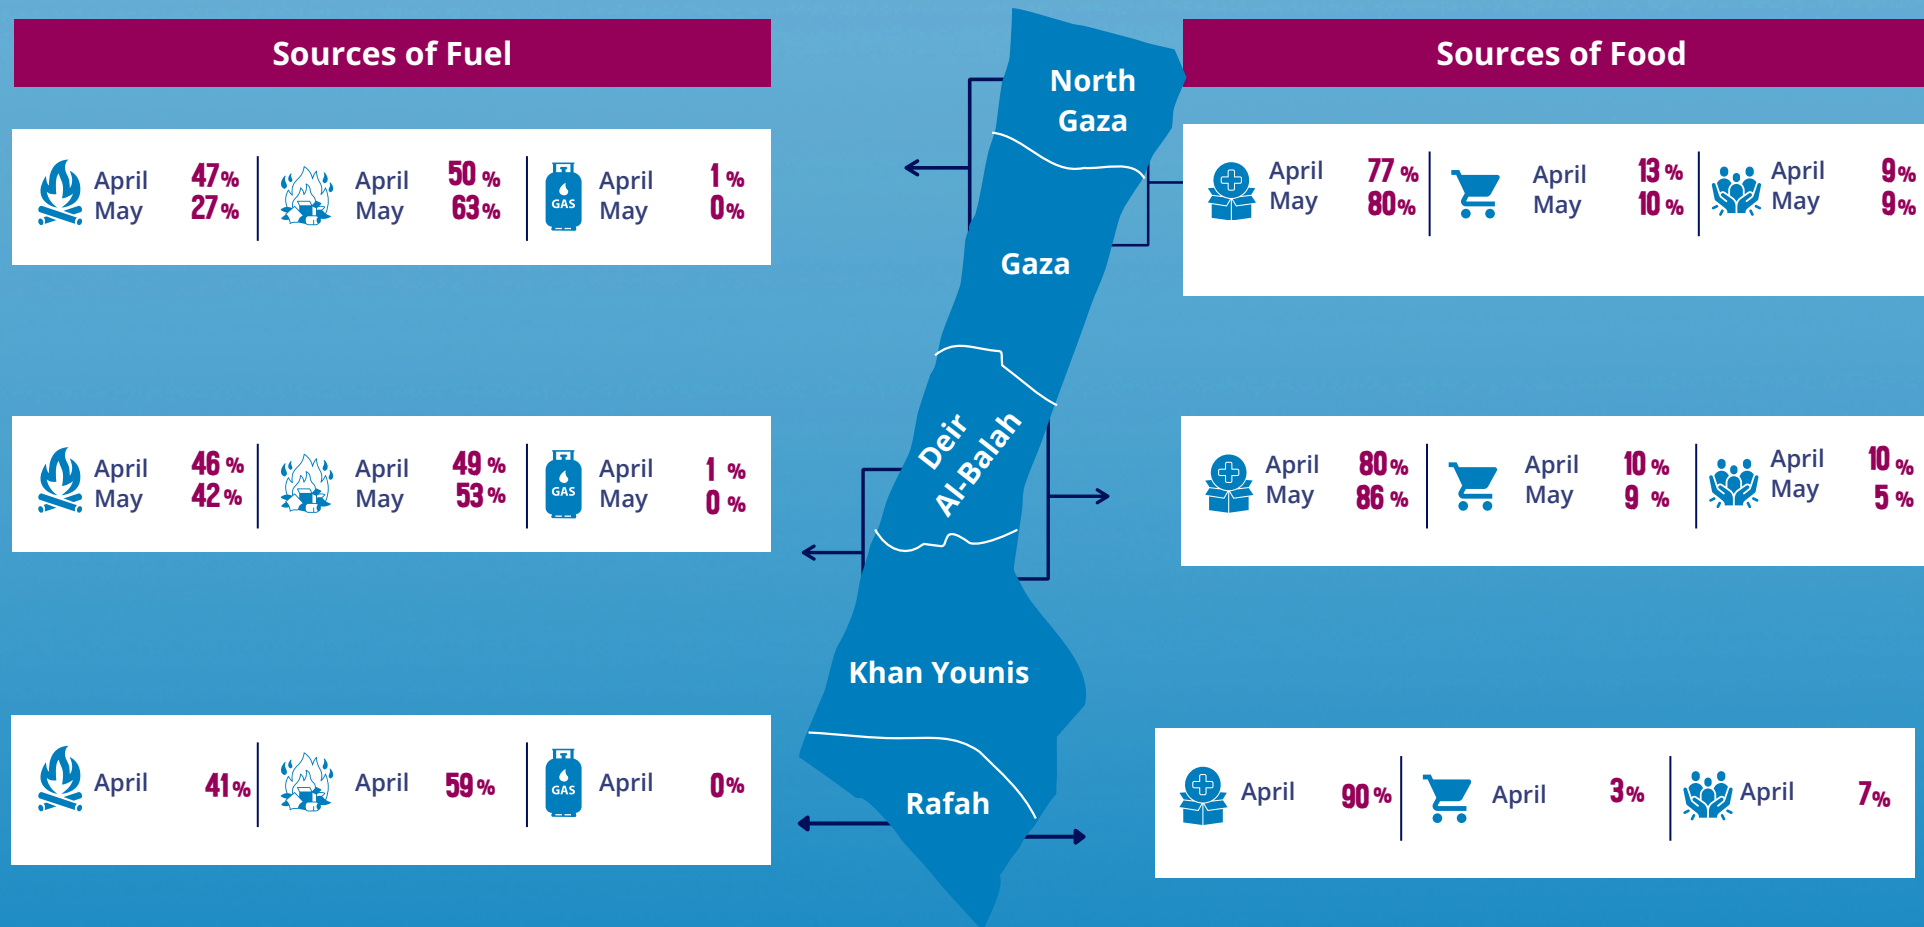 Sources of Fuel
Sources of Food
North
Gaza
Gaza
Deir
Al-Balah
Khan Younis
Rafah
April 47%
May 27%
April 50 %
May 63%
GAS
April 1 %
May 0%
April 77 %
May 80%
April 13 %
May 10 %
April 9%
May 9%
April 46 %
May 42%
April 49 %
May 53 %
GAS
April 1 %
May 0 %
April 80%
May 86 %
April 10 %
May 9 %
April 10 %
May 5 %
April 41%
April 59%
GAS
April 0%
April 90 %
April 3%
April 7%